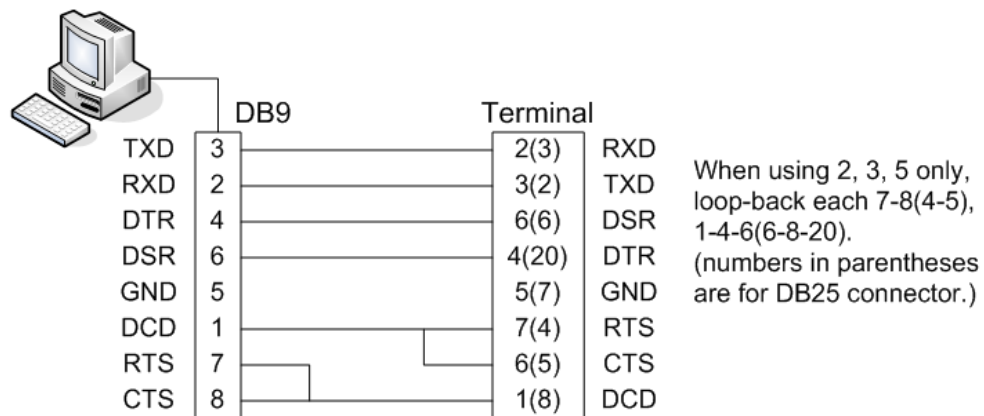 DB9 Terminal
TXD 3 2(3) RXD
RXD 2 3(2) TXD
DTR 4 6(6) DSR
DSR 6 4(20) DTR
GND 5 5(7) GND
DCD 1 7(4) RTS
RTS 7 6(5) CTS
CTS 8 1(8) DCD
When using 2, 3, 5 only,
loop-back each 7-8(4-5),
1-4-6(6-8-20).
(numbers in parentheses
are for DB25 connector.)